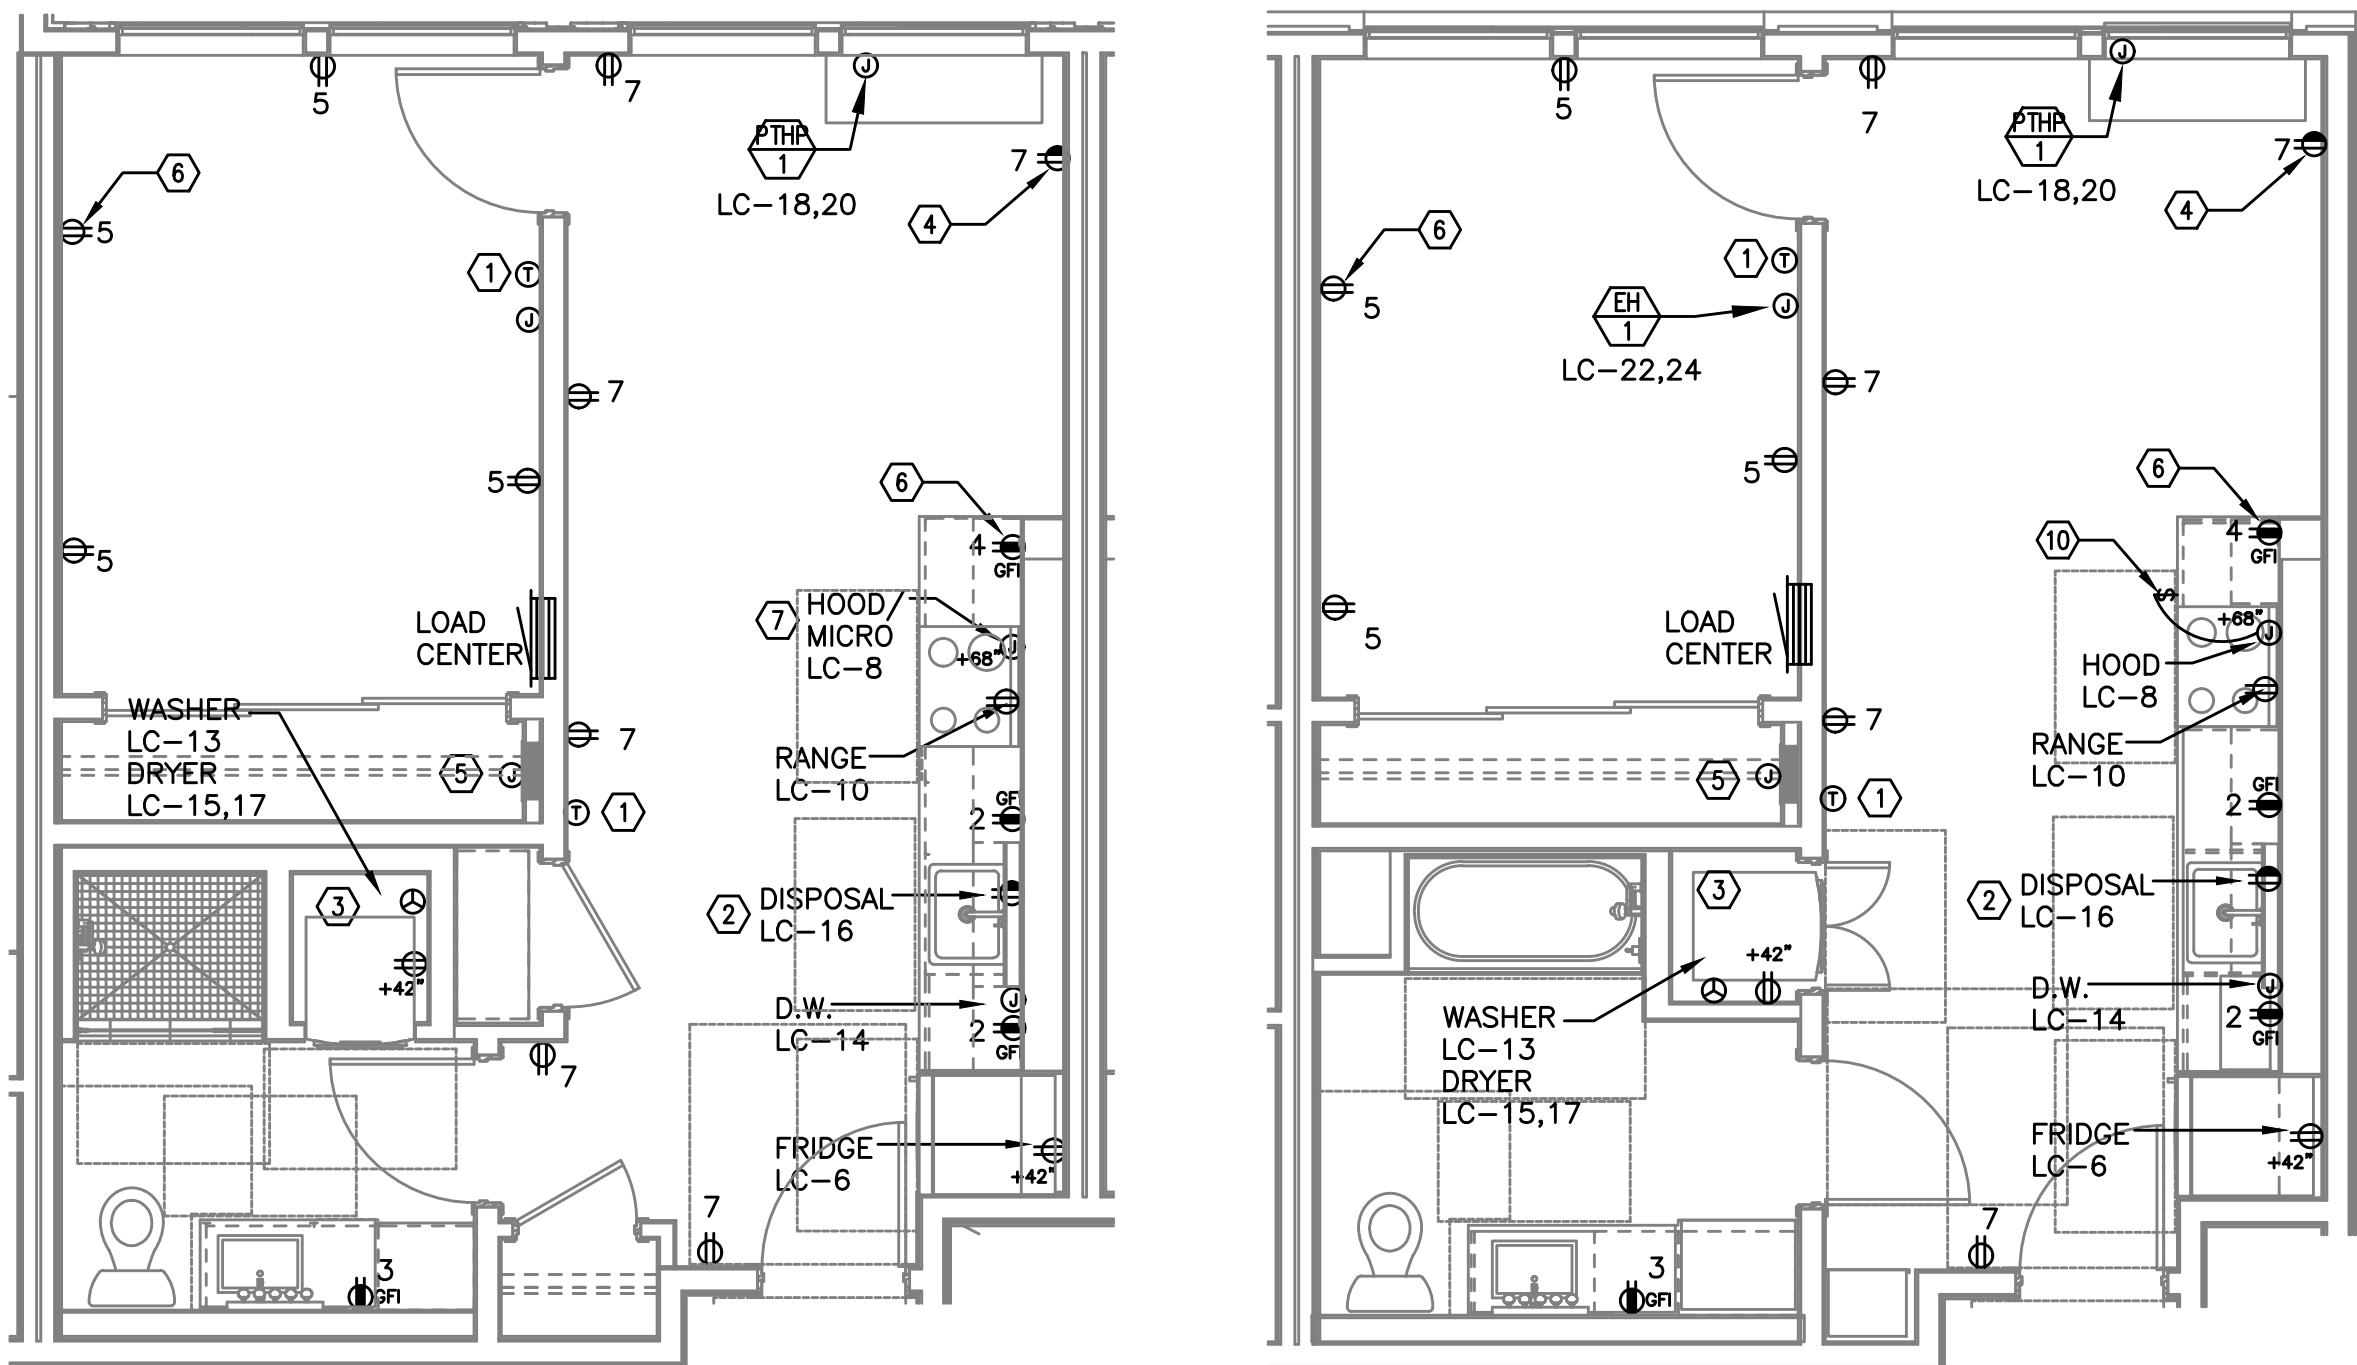 5
7
J
PTHP
1
LC-18,20
7
4
6
5
1
T
J
7
5
5
6
4
GFI
LOAD
CENTER
7
HOOD
MICRO
LC-8
+68"
J
WASHER
LC-13
DRYER
LC-15,17
5
J
7
RANGE
LC-10
T
1
GFI
2
3
+42"
2
DISPOSAL
LC-16
D.W.
LC-14
J
2
GFI
7
FRIDGE
LC-6
+42"
7
3
GFI
5
7
J
PTHP
1
LC-18,20
7
4
6
5
1
T
EH
1
J
LC-22,24
7
5
6
4
GFI
10
$
+68"
J
5
LOAD
CENTER
HOOD
LC-8
7
RANGE
LC-10
5
J
T
1
2
GFI
3
+42"
2
DISPOSAL
LC-16
D.W.
LC-14
J
2
GFI
WASHER
LC-13
DRYER
LC-15,17
FRIDGE
LC-6
+42"
7
3
GFI